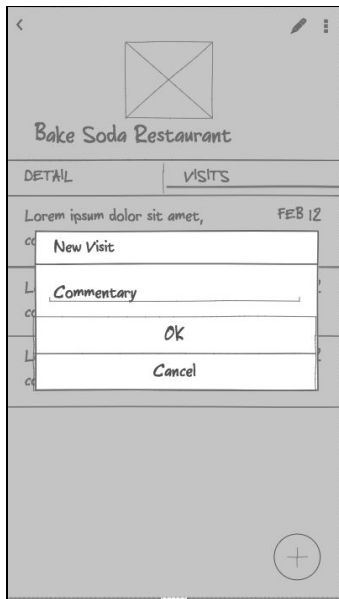 Bake Soda Restaurant
DETAIL VISITS
Lorem ipsum dolor sit amet, FEB 12
New Visit
Commentary
OK
Cancel